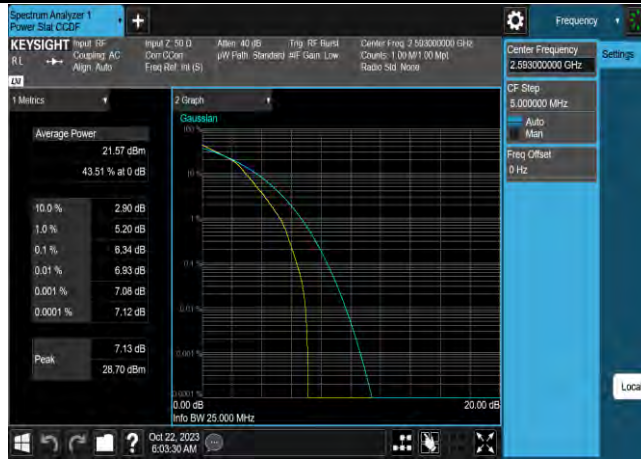 Spectrum Analyzer 1
Power Stat CCDF
Frequency
KEYSIGHT
Input: RF
Input Z: 50 Ω
Atten: 40 dB
Trig: RF Burst
Center Freq: 2.593000000 GHz
RL
Coupling: AC
Corr CCorr
µW Path: Standard
#IF Gain: Low
Counts: 1.00 M/1.00 Mpt
Align: Auto
Freq Ref: Int (S)
Radio Std: None
LM
Center Frequency
2.593000000 GHz
Settings
CF Step
5.000000 MHz
Auto
Man
Freq Offset
0 Hz
1 Metrics
2 Graph
Gaussian
Average Power
21.57 dBm
43.51 % at 0 dB
10.0 % 2.90 dB
1.0 % 5.20 dB
0.1 % 6.34 dB
0.01 % 6.93 dB
0.001 % 7.08 dB
0.0001 % 7.12 dB
Peak
7.13 dB
28.70 dBm
100 %
10 %
1 %
0.1 %
0.01 %
0.001 %
0.0001 %
0.00 dB
20.00 dB
Info BW 25.000 MHz
Local
?
Oct 22, 2023
6:03:30 AM